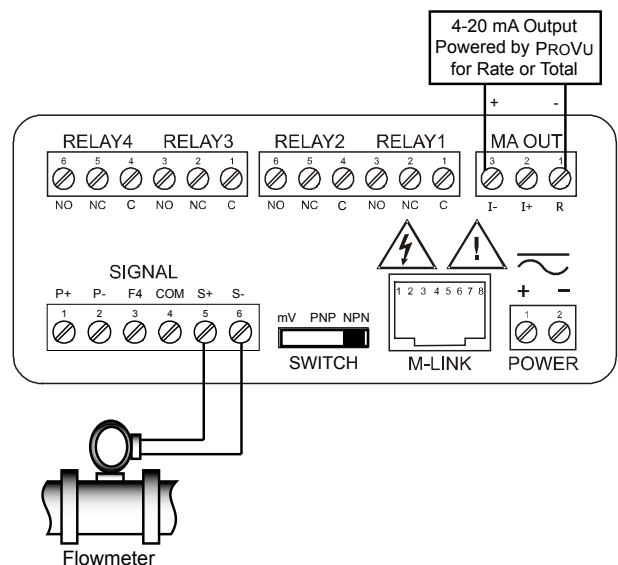 4-20 mA Output
Powered by PROVU
for Rate or Total
+ -
RELAY4 RELAY3 RELAY2 RELAY1 MA OUT
6 5 4 3 2 1 6 5 4 3 2 1 3 2 1
NO NC C NO NC C NO NC C NO NC C I- I+ R
SIGNAL
P+ P- F4 COM S+ S-
1 2 3 4 5 6
mV PNP NPN
SWITCH
1 2 3 4 5 6 7 8
M-LINK
+ -
1 2
POWER
Flowmeter